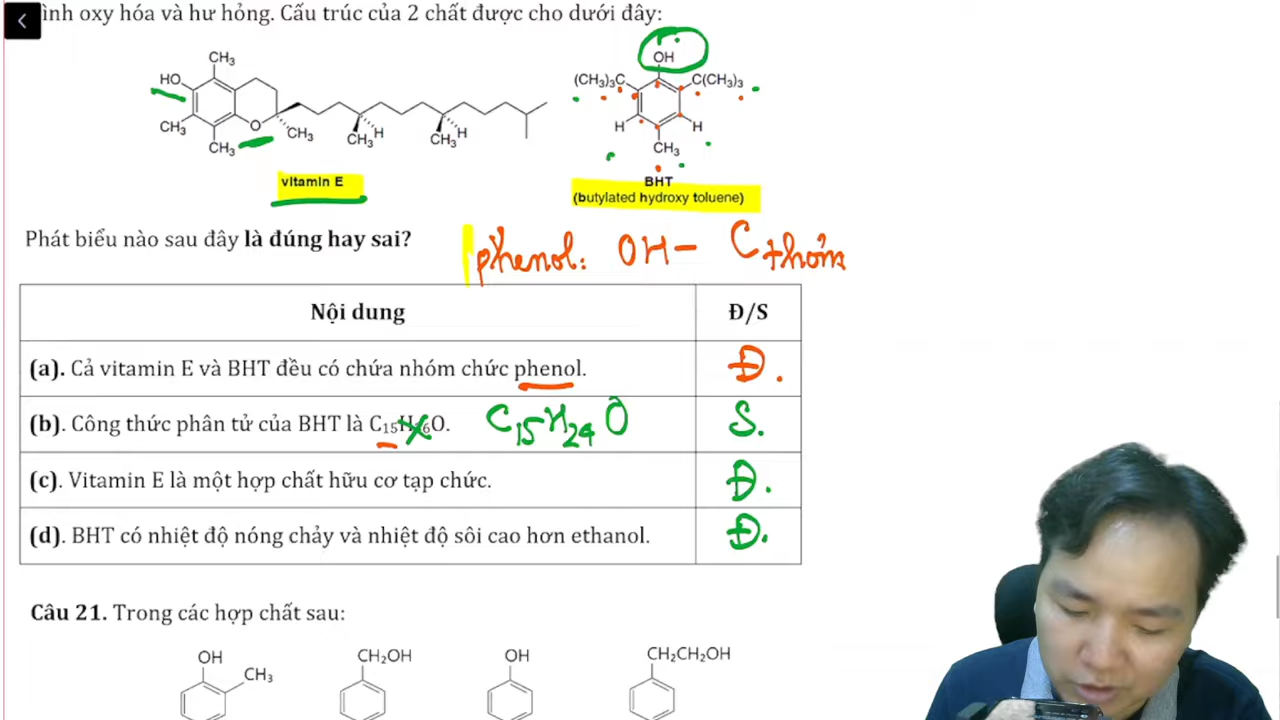 ình oxy hóa và hư hỏng. Cấu trúc của 2 chất được cho dưới đây:
CH₃
HO
CH₃
CH₃
O
CH₃
CH₃
H
CH₃
H
vitamin E
OH
(CH₃)₃C
C(CH₃)₃
H
H
CH₃
BHT
(butylated hydroxy toluene)
Phát biểu nào sau đây là đúng hay sai?
phenol: OH – C thơm
Nội dung
Đ/S
(a). Cả vitamin E và BHT đều có chứa nhóm chức phenol.
Đ.
(b). Công thức phân tử của BHT là C₁₅H₂₆O.
C₁₅H₂₄O
S.
(c). Vitamin E là một hợp chất hữu cơ tạp chức.
Đ.
(d). BHT có nhiệt độ nóng chảy và nhiệt độ sôi cao hơn ethanol.
Đ.
Câu 21. Trong các hợp chất sau:
OH
CH₃
CH₂OH
OH
CH₂CH₂OH